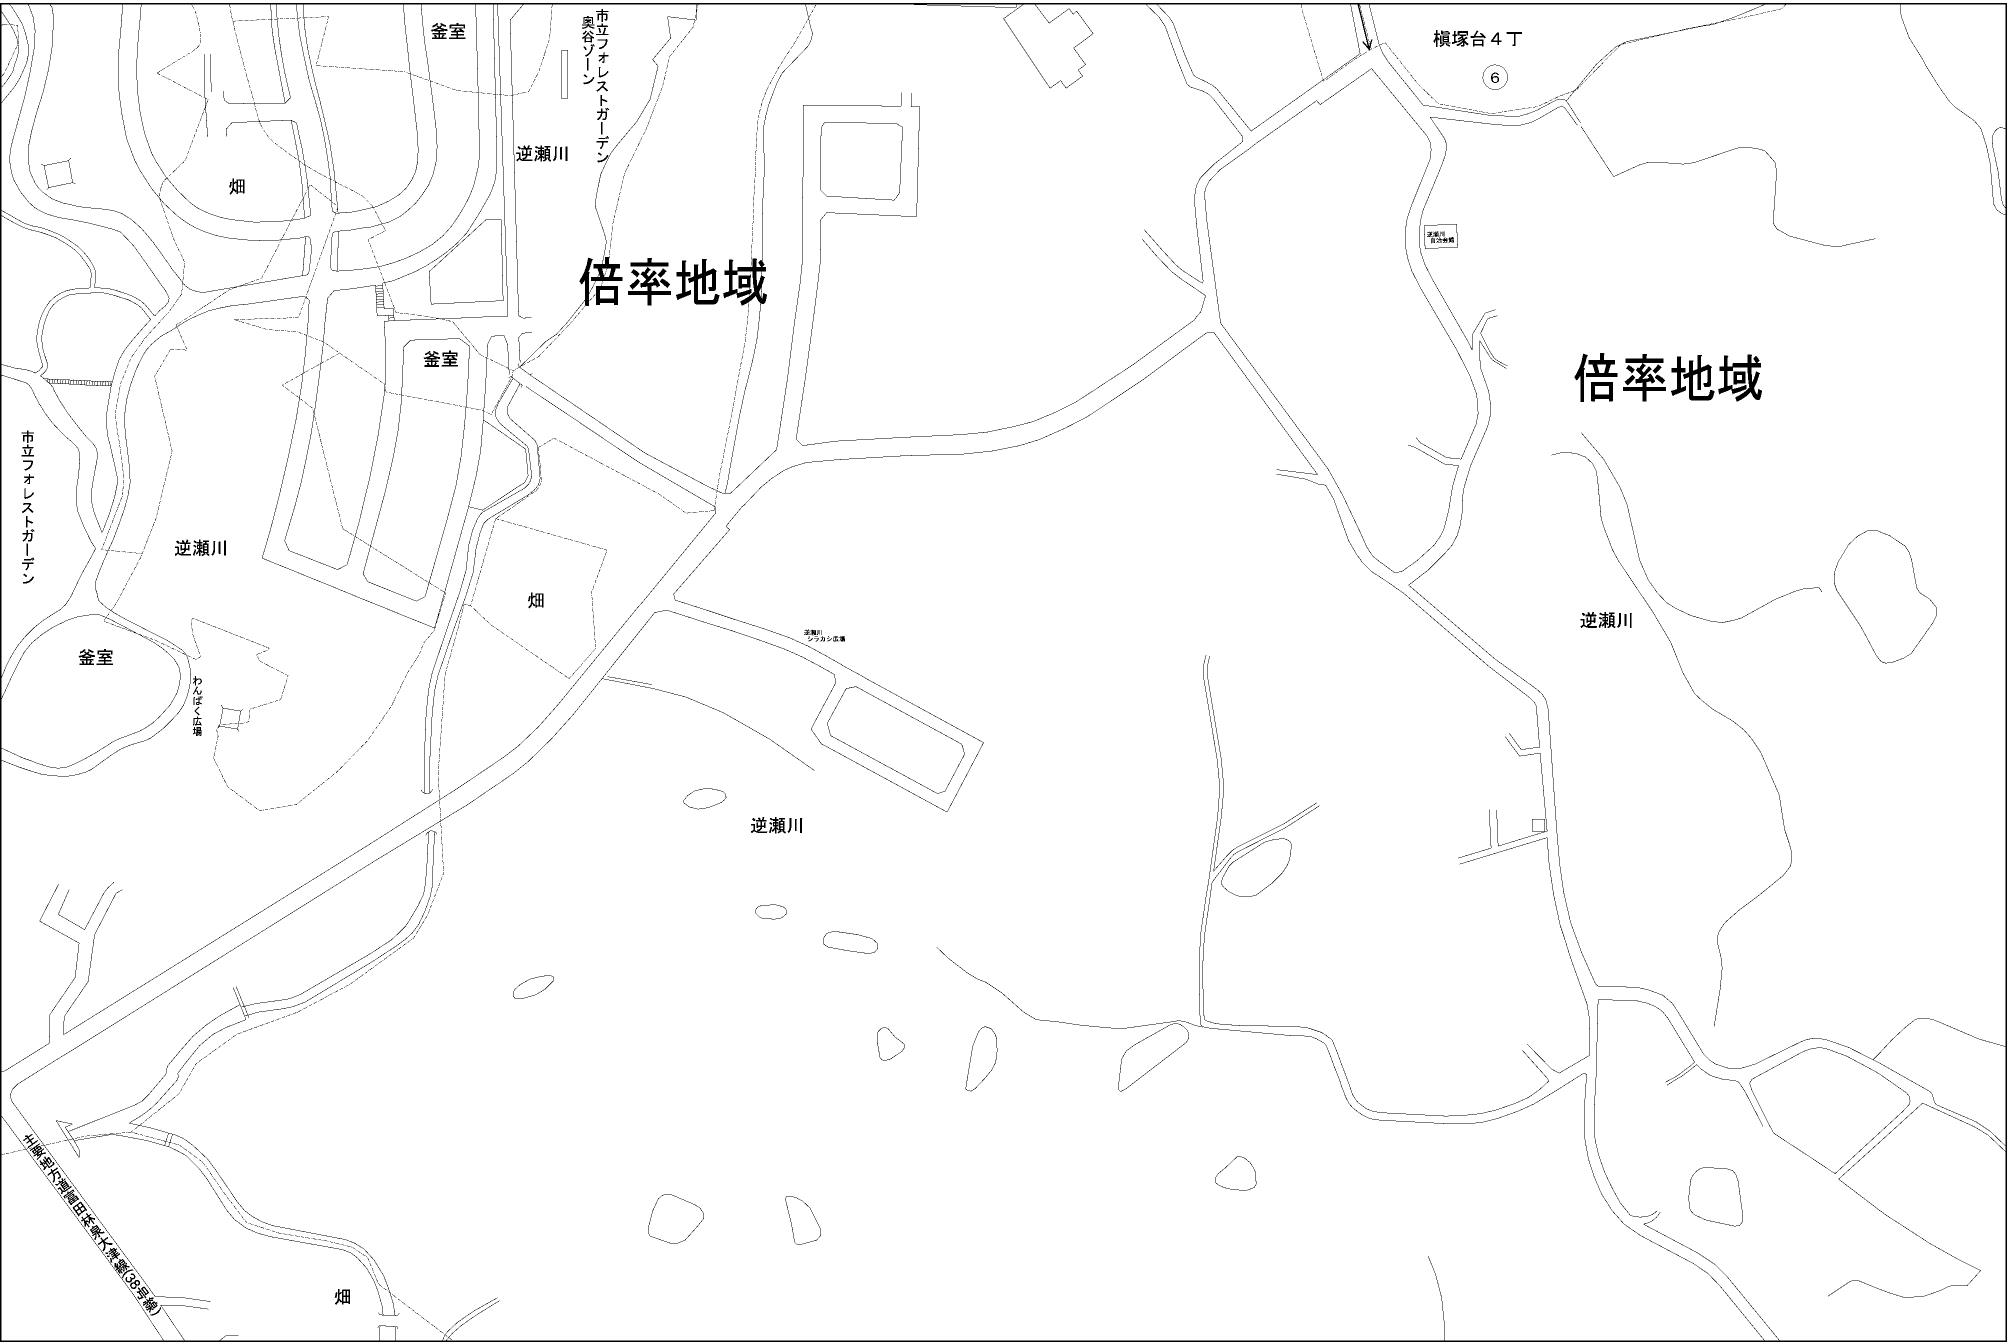 釜室
市立フォレストガーデン
奥谷ゾーン
槇塚台４丁
6
逆瀬川
畑
逆瀬川
自治会館
倍率地域
釜室
倍率地域
市立フォレストガーデン
逆瀬川
畑
逆瀬川
シラカシ広場
逆瀬川
釜室
わんぱく広場
逆瀬川
主要地方道富田林泉大津線(38号線)
畑